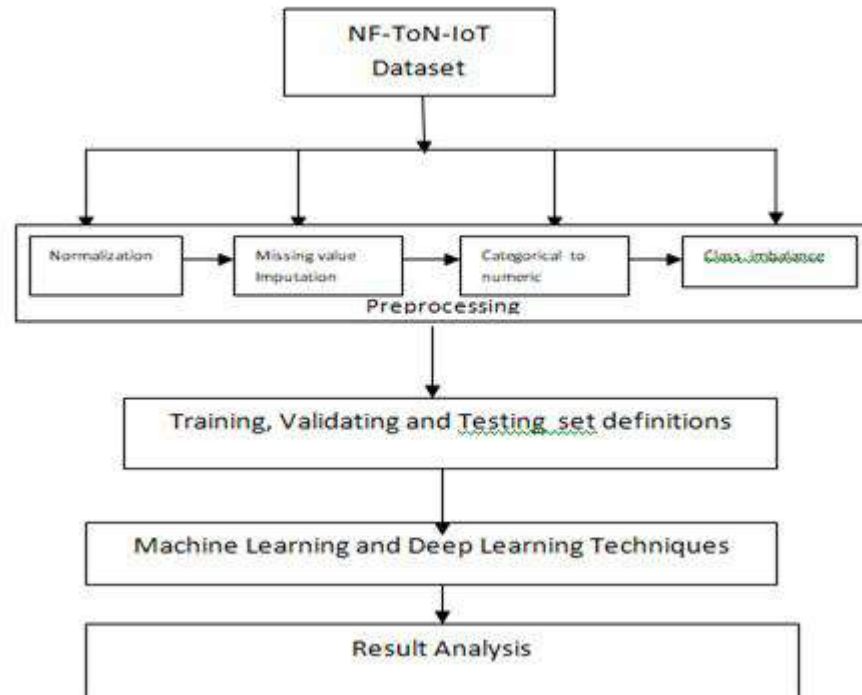 NF-ToN-IoT
Dataset
Normalization
Missing value
Imputation
Categorical to
numeric
Class imbalance
Preprocessing
Training, Validating and Testing set definitions
Machine Learning and Deep Learning Techniques
Result Analysis